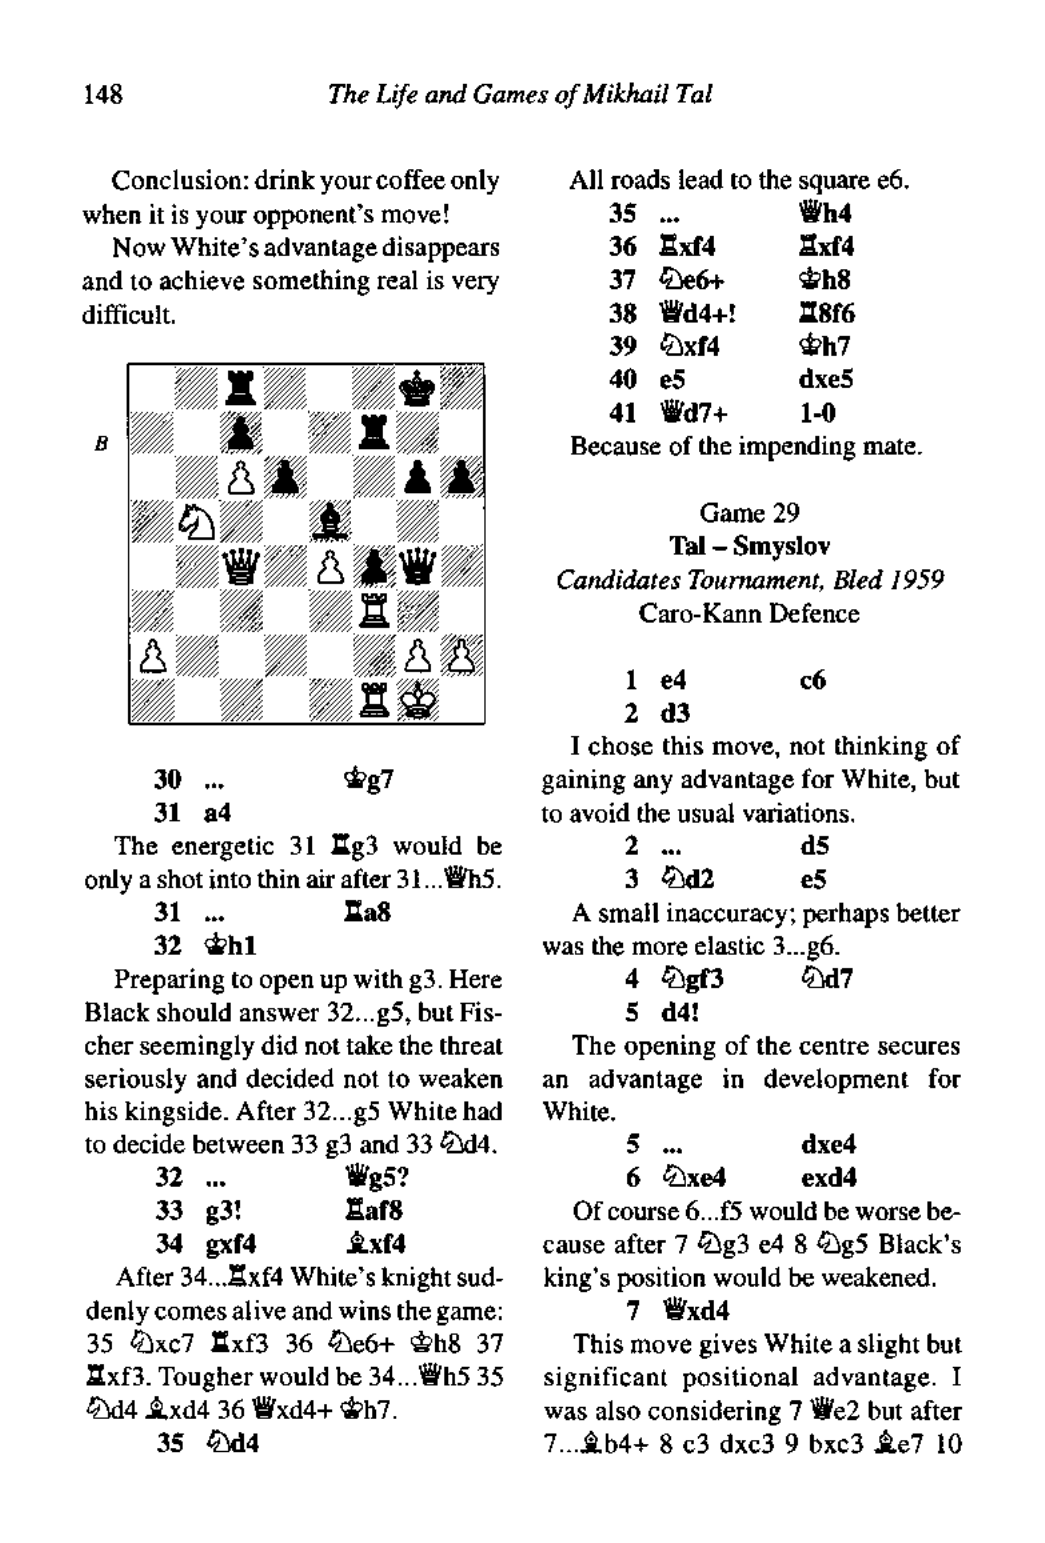 148
The Life and Games of Mikhail Tal
Conclusion: drink your coffee only
when it is your opponent's move!
Now White's advantage disappears
and to achieve something real is very
difficult.
B
30 ... ♚g7
31 a4
The energetic 31 ♖g3 would be
only a shot into thin air after 31...♛h5.
31 ... ♜a8
32 ♔h1
Preparing to open up with g3. Here
Black should answer 32...g5, but Fis-
cher seemingly did not take the threat
seriously and decided not to weaken
his kingside. After 32...g5 White had
to decide between 33 g3 and 33 ♘d4.
32 ... ♛g5?
33 g3! ♜af8
34 gxf4 ♝xf4
After 34...♜xf4 White's knight sud-
denly comes alive and wins the game:
35 ♘xc7 ♜xf3 36 ♘e6+ ♚h8 37
♖xf3. Tougher would be 34...♛h5 35
♘d4 ♝xd4 36 ♕xd4+ ♚h7.
35 ♘d4
All roads lead to the square e6.
35 ... ♛h4
36 ♖xf4 ♜xf4
37 ♘e6+ ♚h8
38 ♕d4+! ♜8f6
39 ♘xf4 ♚h7
40 e5 dxe5
41 ♕d7+ 1-0
Because of the impending mate.
Game 29
Tal – Smyslov
Candidates Tournament, Bled 1959
Caro-Kann Defence
1 e4 c6
2 d3
I chose this move, not thinking of
gaining any advantage for White, but
to avoid the usual variations.
2 ... d5
3 ♘d2 e5
A small inaccuracy; perhaps better
was the more elastic 3...g6.
4 ♘gf3 ♞d7
5 d4!
The opening of the centre secures
an advantage in development for
White.
5 ... dxe4
6 ♘xe4 exd4
Of course 6...f5 would be worse be-
cause after 7 ♘g3 e4 8 ♘g5 Black's
king's position would be weakened.
7 ♕xd4
This move gives White a slight but
significant positional advantage. I
was also considering 7 ♕e2 but after
7...♝b4+ 8 c3 dxc3 9 bxc3 ♝e7 10